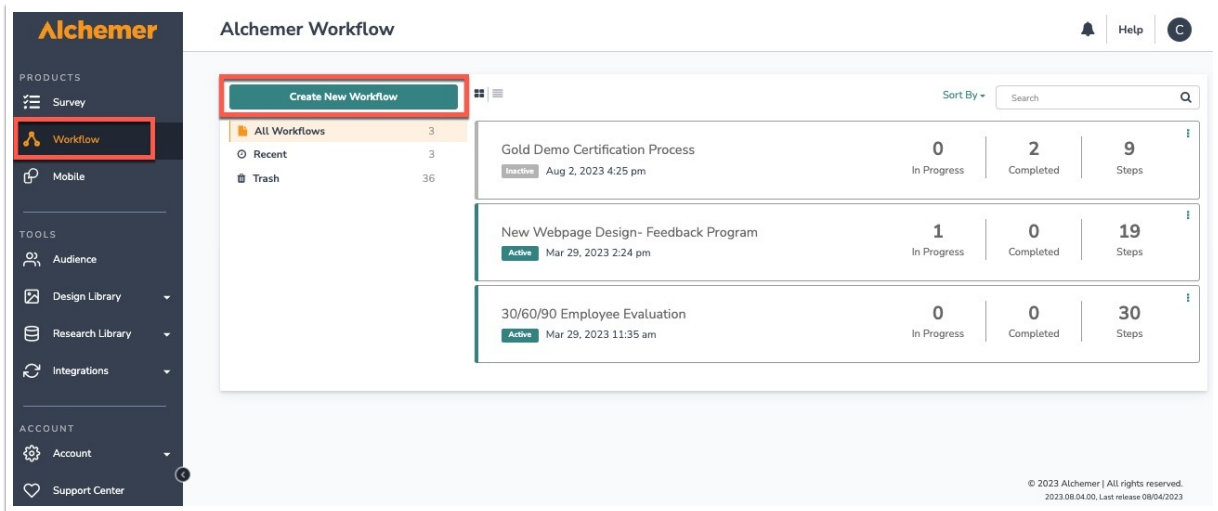 Alchemer
Alchemer Workflow
Help
C
PRODUCTS
Survey
Workflow
Mobile
TOOLS
Audience
Design Library
Research Library
Integrations
ACCOUNT
Account
Support Center
Create New Workflow
All Workflows 3
Recent 3
Trash 36
Sort By
Search
Gold Demo Certification Process
Inactive Aug 2, 2023 4:25 pm
0 2 9
In Progress Completed Steps
New Webpage Design- Feedback Program
Active Mar 29, 2023 2:24 pm
1 0 19
In Progress Completed Steps
30/60/90 Employee Evaluation
Active Mar 29, 2023 11:35 am
0 0 30
In Progress Completed Steps
© 2023 Alchemer | All rights reserved.
2023.08.04.00, Last release 08/04/2023